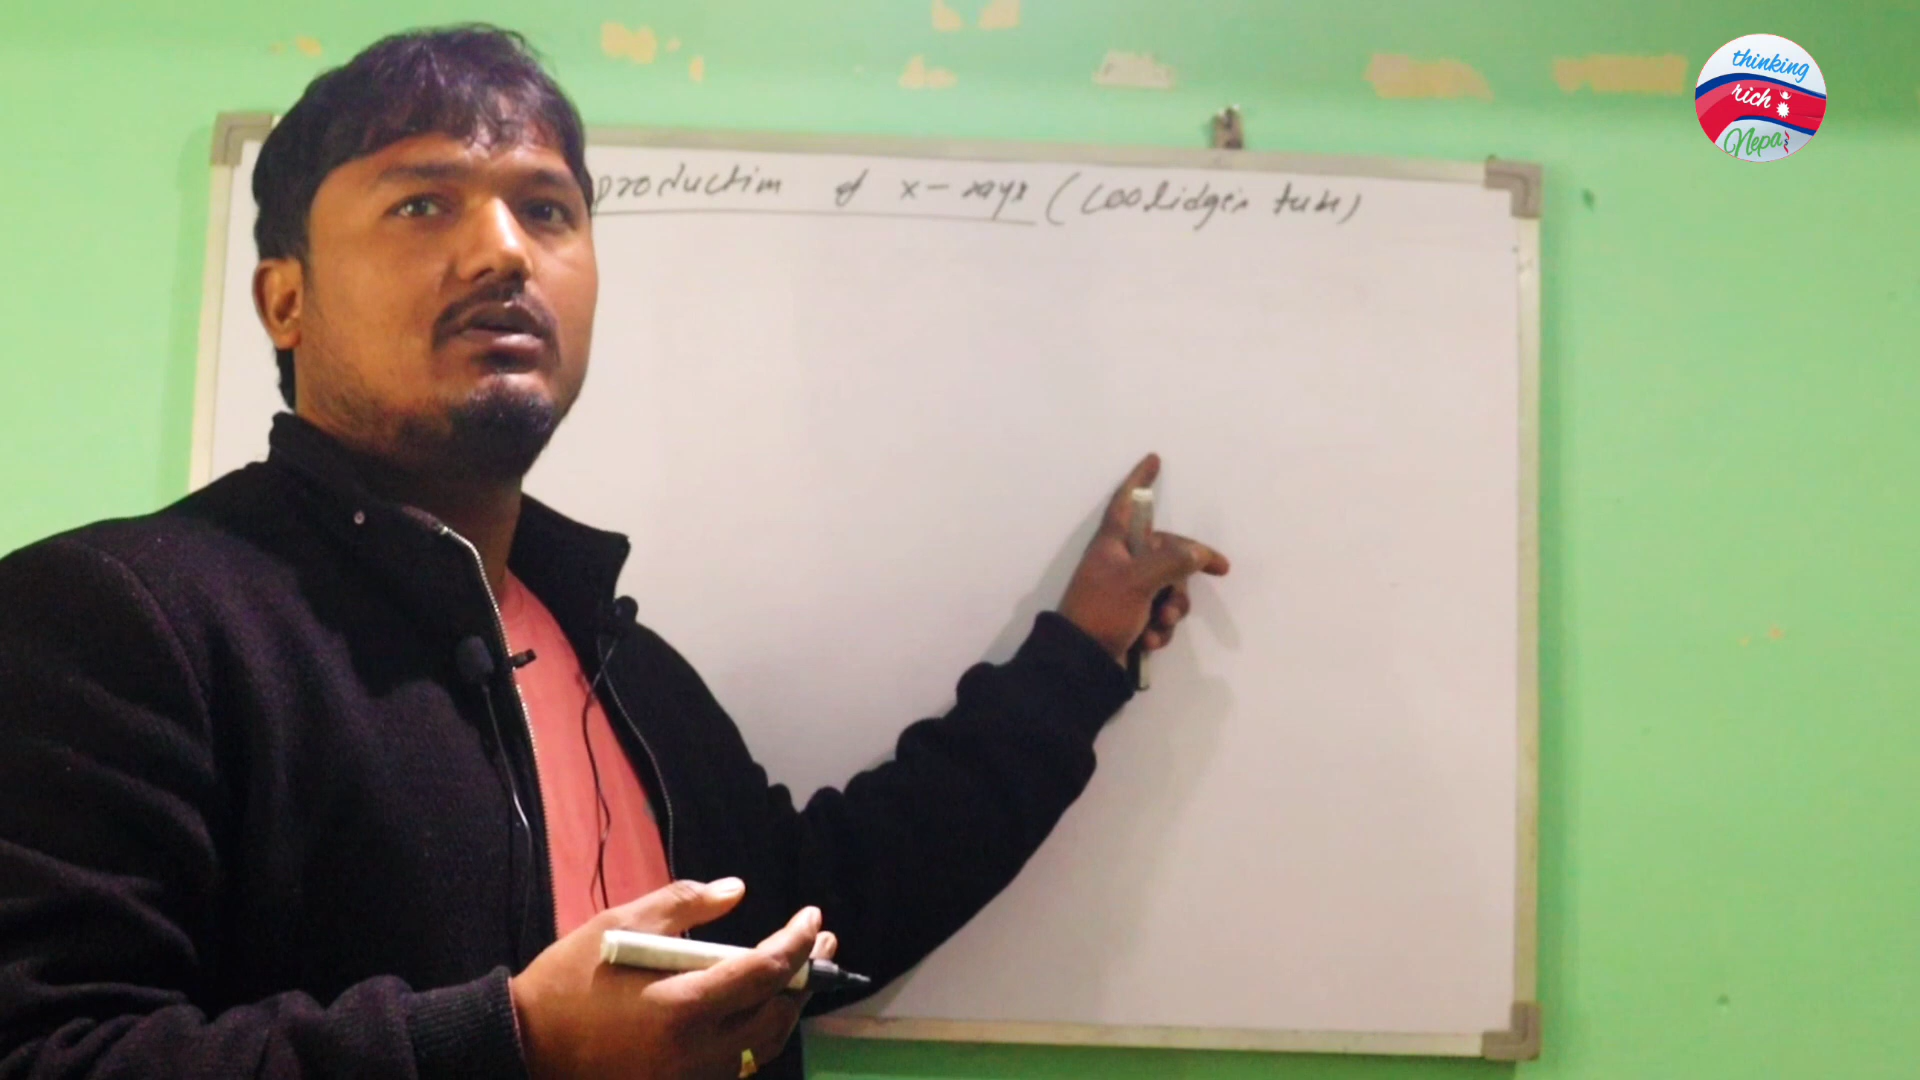 production of x-rays (coolidge's tube)
thinking
rich
Nepal